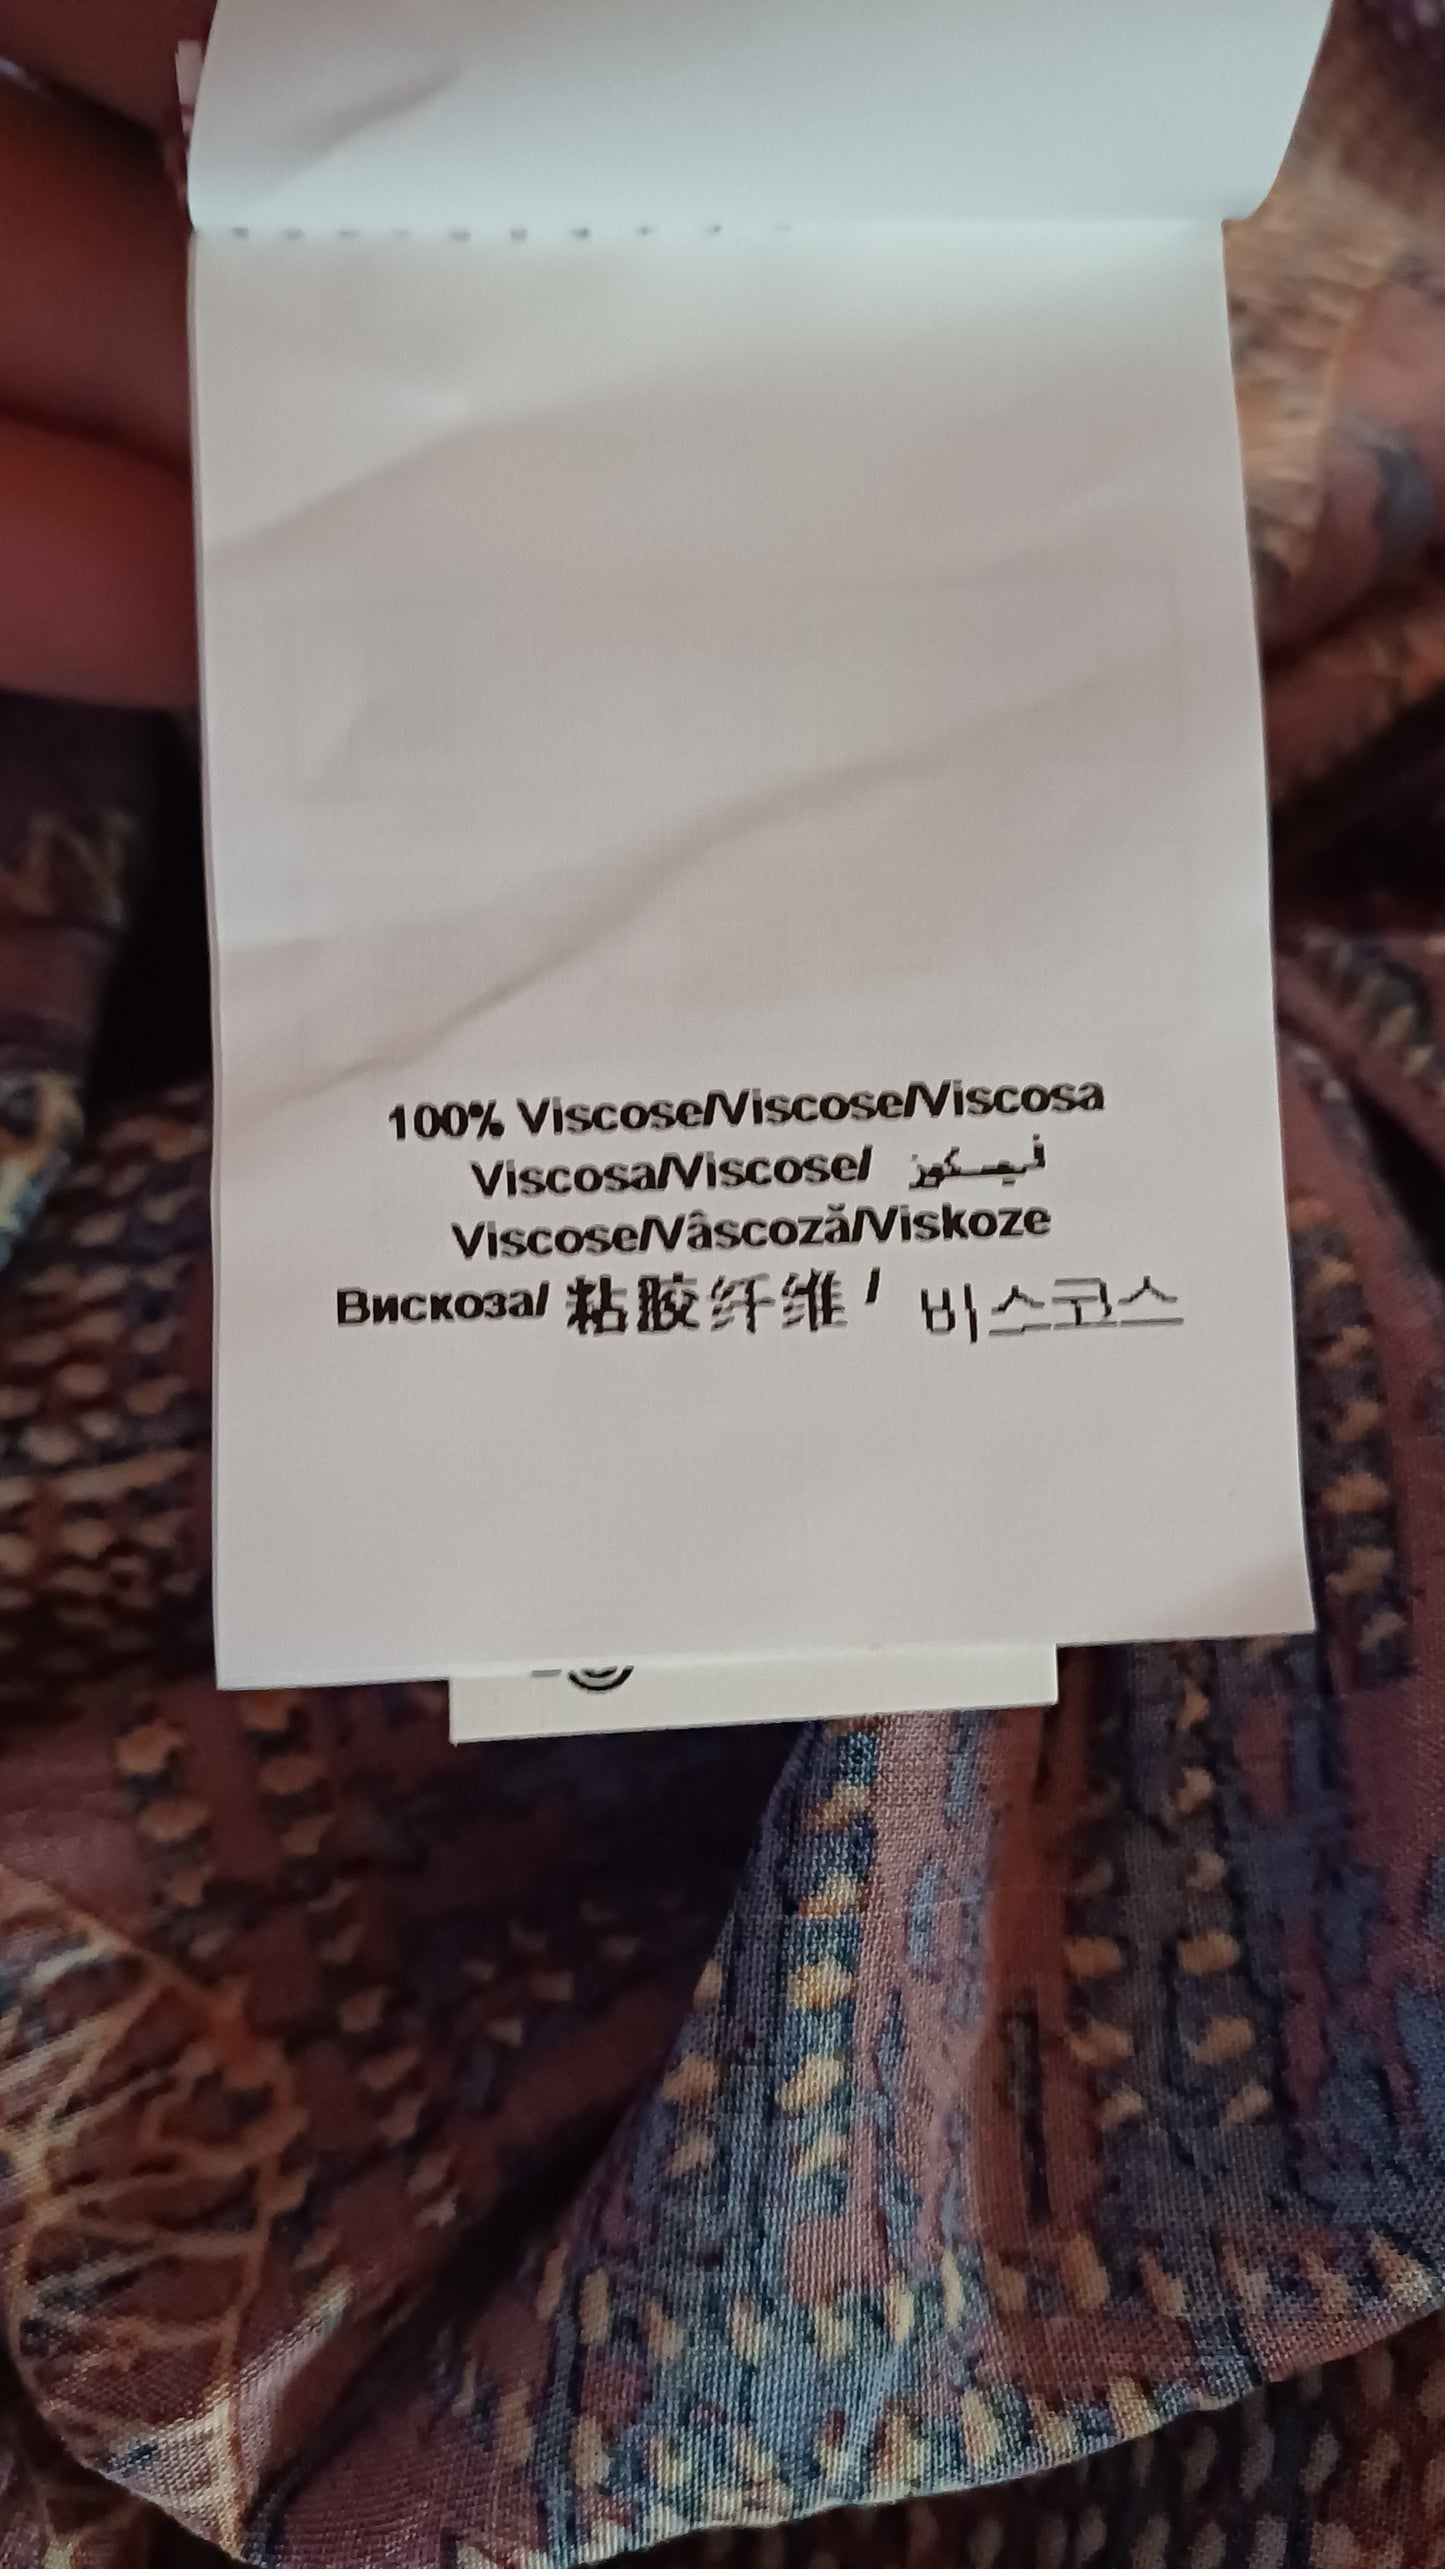 100% Viscose/Viscose/Viscosa
Viscosa/Viscose/ فيسكوز
Viscose/Vâscoză/Viskoze
Вискоза/ 粘胶纤维 / 비스코스